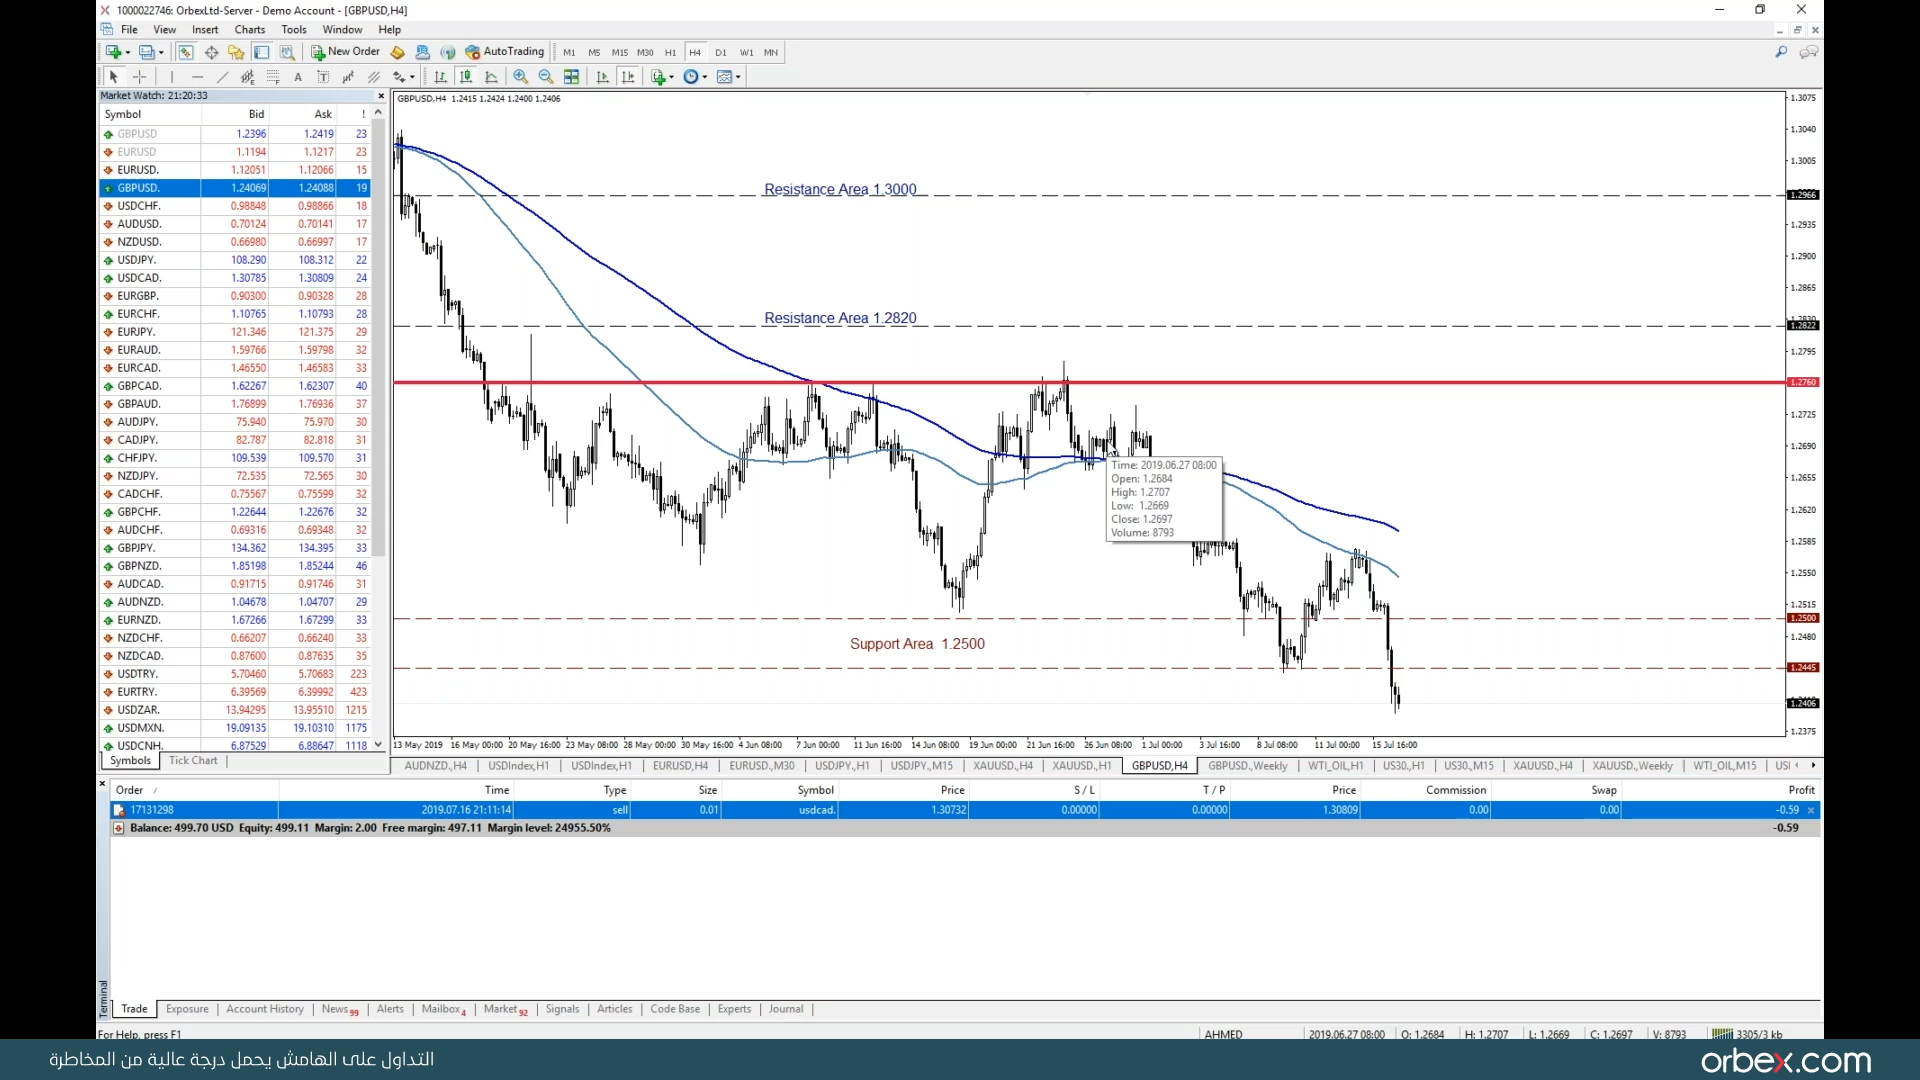 1000022746: OrbexLtd-Server - Demo Account - [GBPUSD,H4]
File View Insert Charts Tools Window Help
New Order AutoTrading M1 M5 M15 M30 H1 H4 D1 W1 MN
Market Watch: 21:20:33
Symbol Bid Ask !
GBPUSD 1.2396 1.2419 23
EURUSD 1.1194 1.1217 23
EURUSD. 1.12051 1.12066 15
GBPUSD. 1.24069 1.24088 19
USDCHF. 0.98848 0.98866 18
AUDUSD. 0.70124 0.70141 17
NZDUSD. 0.66980 0.66997 17
USDJPY. 108.290 108.312 22
USDCAD. 1.30785 1.30809 24
EURGBP. 0.90300 0.90328 28
EURCHF. 1.10765 1.10793 28
EURJPY. 121.346 121.375 29
EURAUD. 1.59766 1.59798 32
EURCAD. 1.46550 1.46583 33
GBPCAD. 1.62267 1.62307 40
GBPAUD. 1.76899 1.76936 37
AUDJPY. 75.940 75.970 30
CADJPY. 82.787 82.818 31
CHFJPY. 109.539 109.570 31
NZDJPY. 72.535 72.565 30
CADCHF. 0.75567 0.75599 32
GBPCHF. 1.22644 1.22676 32
AUDCHF. 0.69316 0.69348 32
GBPJPY. 134.362 134.395 33
GBPNZD. 1.85198 1.85244 46
AUDCAD. 0.91715 0.91746 31
AUDNZD. 1.04678 1.04707 29
EURNZD. 1.67266 1.67299 33
NZDCHF. 0.66207 0.66240 33
NZDCAD. 0.87600 0.87635 35
USDTRY. 5.70460 5.70683 223
EURTRY. 6.39569 6.39992 423
USDZAR. 13.94295 13.95510 1215
USDMXN. 19.09135 19.10310 1175
USDCNH. 6.87529 6.88647 1118
Symbols Tick Chart
GBPUSD,H4 1.2415 1.2424 1.2400 1.2406
Resistance Area 1.3000
Resistance Area 1.2820
Time: 2019.06.27 08:00
Open: 1.2684
High: 1.2707
Low: 1.2669
Close: 1.2697
Volume: 8793
Support Area 1.2500
1.3075
1.3040
1.3005
1.2966
1.2935
1.2900
1.2865
1.2822
1.2795
1.2760
1.2725
1.2690
1.2655
1.2620
1.2585
1.2550
1.2515
1.2500
1.2480
1.2445
1.2406
1.2375
13 May 2019 16 May 00:00 20 May 16:00 23 May 08:00 28 May 00:00 30 May 16:00 4 Jun 08:00 7 Jun 00:00 11 Jun 16:00 14 Jun 08:00 19 Jun 00:00 21 Jun 16:00 26 Jun 08:00 1 Jul 00:00 3 Jul 16:00 8 Jul 08:00 11 Jul 00:00 15 Jul 16:00
AUDNZD.,H4 USDIndex,H1 USDIndex,H1 EURUSD,H4 EURUSD.,M30 USDJPY.,H1 USDJPY.,M15 XAUUSD.,H4 XAUUSD.,H1 GBPUSD,H4 GBPUSD.,Weekly WTI_OIL,H1 US30.,H1 US30.,M15 XAUUSD.,H4 XAUUSD.,Weekly WTI_OIL,M15
Order Time Type Size Symbol Price S / L T / P Price Commission Swap Profit
17131298 2019.07.16 21:11:14 sell 0.01 usdcad. 1.30732 0.00000 0.00000 1.30809 0.00 0.00 -0.59
Balance: 499.70 USD Equity: 499.11 Margin: 2.00 Free margin: 497.11 Margin level: 24955.50% -0.59
Terminal
Trade Exposure Account History News 99 Alerts Mailbox 4 Market 92 Signals Articles Code Base Experts Journal
For Help, press F1 AHMED 2019.06.27 08:00 O: 1.2684 H: 1.2707 L: 1.2669 C: 1.2697 V: 8793 3305/3 kb
التداول على الهامش يحمل درجة عالية من المخاطرة
orbex.com